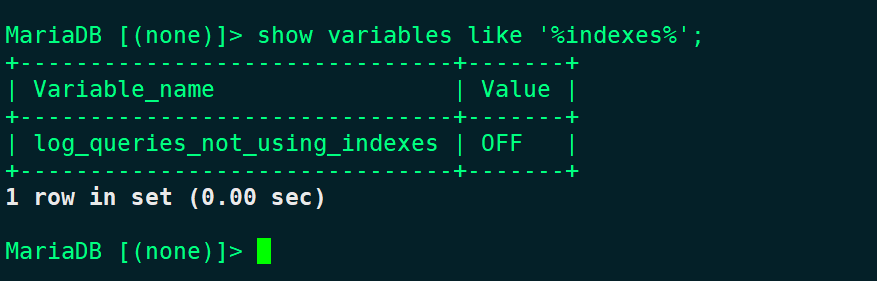 MariaDB [(none)]> show variables like '%indexes%';
+-------------------------------+-------+
| Variable_name                 | Value |
+-------------------------------+-------+
| log_queries_not_using_indexes | OFF   |
+-------------------------------+-------+
1 row in set (0.00 sec)
MariaDB [(none)]>